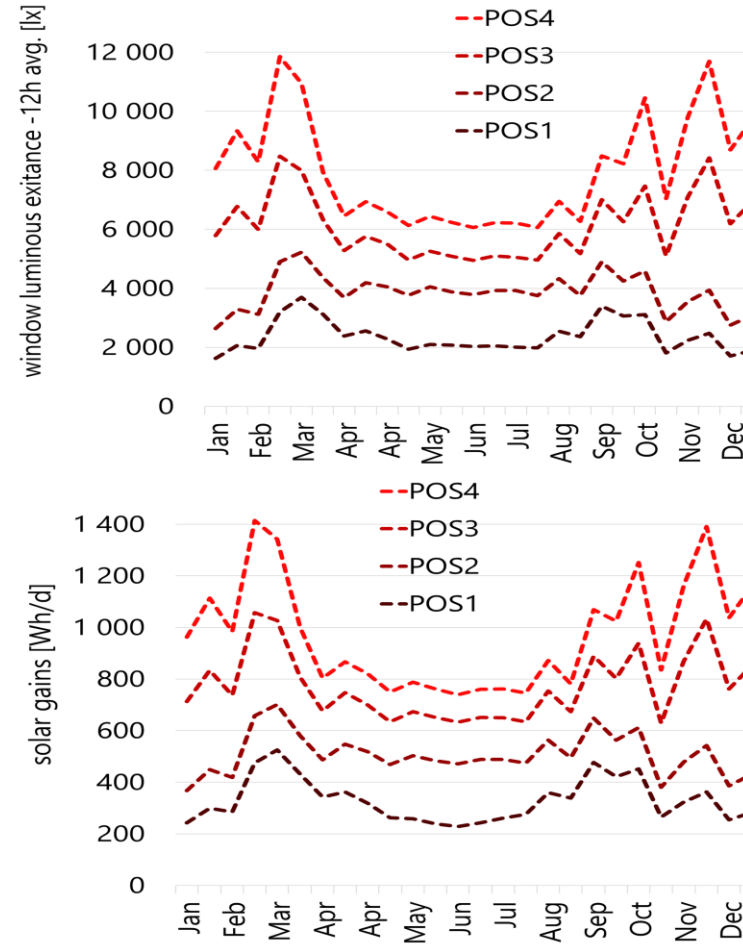 window luminous exitance -12h avg. [lx]
POS4
POS3
POS2
POS1
12 000
10 000
8 000
6 000
4 000
2 000
0
Jan
Feb
Mar
Apr
Apr
May
Jun
Jul
Aug
Sep
Oct
Nov
Dec
solar gains [Wh/d]
POS4
POS3
POS2
POS1
1 400
1 200
1 000
800
600
400
200
0
Jan
Feb
Mar
Apr
Apr
May
Jun
Jul
Aug
Sep
Oct
Nov
Dec